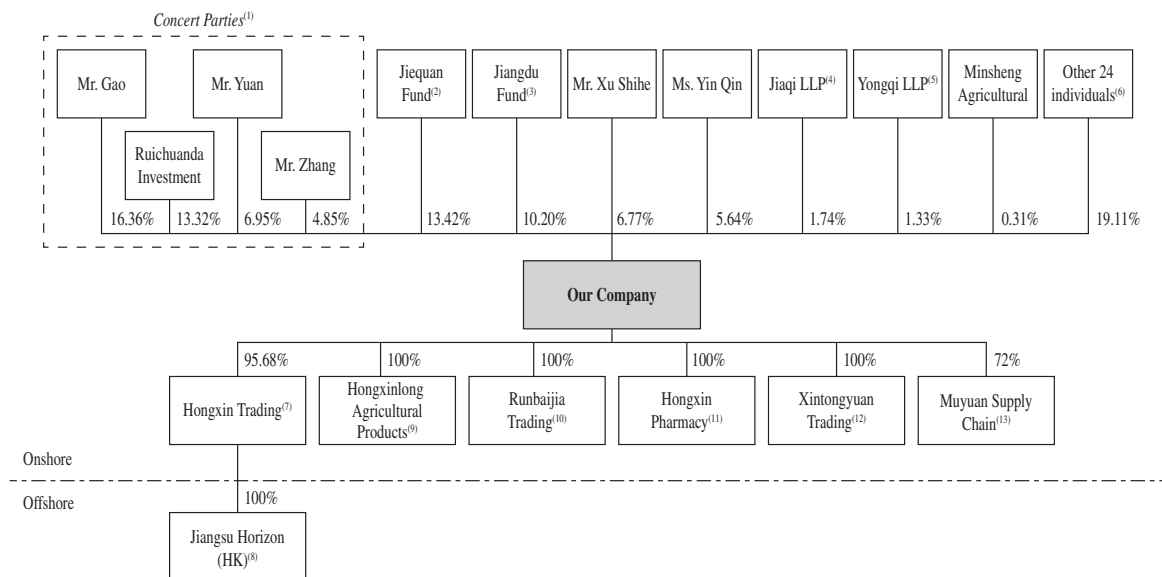 Concert Parties(1)
Mr. Gao
Mr. Yuan
Jiequan
Fund(2)
Jiangdu
Fund(3)
Mr. Xu Shihe
Ms. Yin Qin
Jiaqi LLP(4)
Yongqi LLP(5)
Minsheng
Agricultural
Other 24
individuals(6)
Ruichuanda
Investment
Mr. Zhang
16.36%
13.32%
6.95%
4.85%
13.42%
10.20%
6.77%
5.64%
1.74%
1.33%
0.31%
19.11%
Our Company
95.68%
100%
100%
100%
100%
72%
Hongxin Trading(7)
Hongxinlong
Agricultural
Products(9)
Runbaijia
Trading(10)
Hongxin
Pharmacy(11)
Xintongyuan
Trading(12)
Muyuan Supply
Chain(13)
Onshore
Offshore
100%
Jiangsu Horizon
(HK)(8)